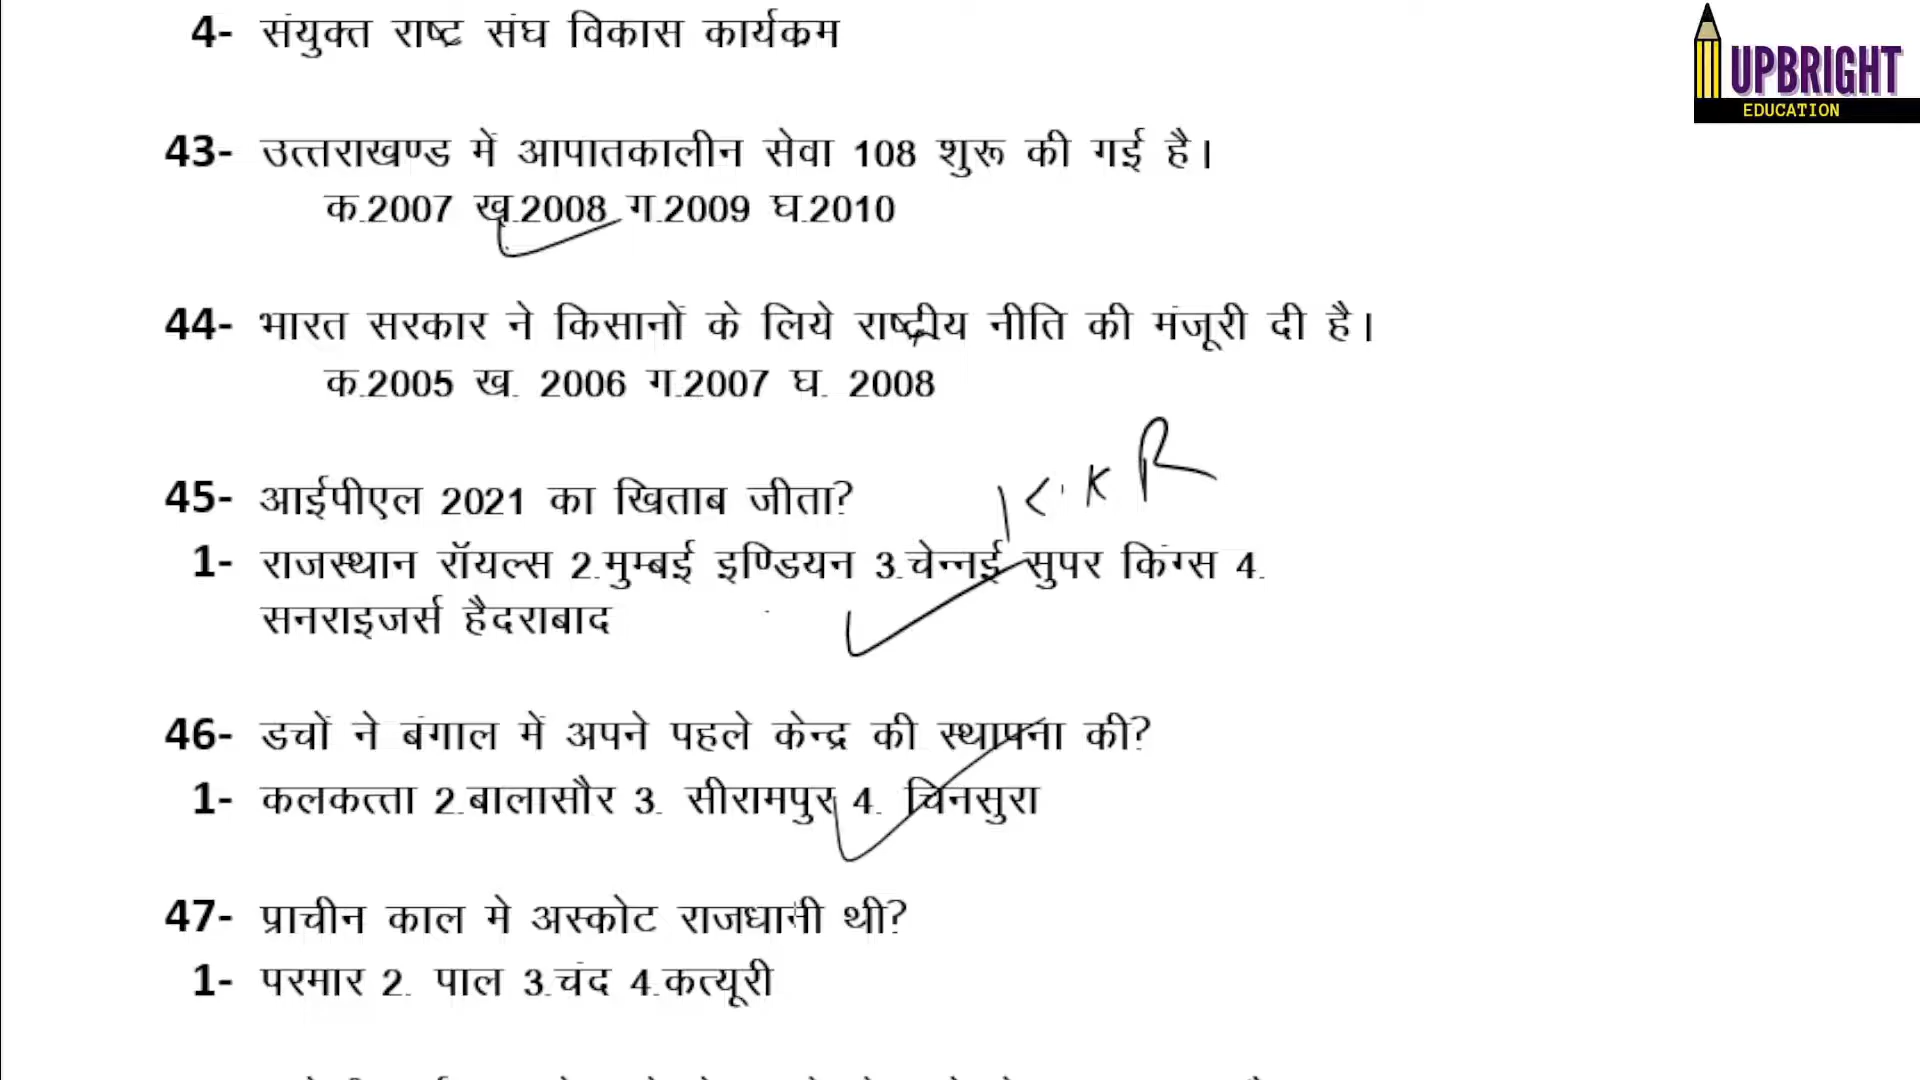 4- संयुक्त राष्ट्र संघ विकास कार्यक्रम
UPBRIGHT
EDUCATION
43- उत्तराखण्ड में आपातकालीन सेवा 108 शुरू की गई है।
क.2007 ख.2008 ग.2009 घ.2010
44- भारत सरकार ने किसानों के लिये राष्ट्रीय नीति की मंजूरी दी है।
क.2005 ख. 2006 ग.2007 घ. 2008
K.KR
45- आईपीएल 2021 का खिताब जीता?
1- राजस्थान रॉयल्स 2.मुम्बई इण्डियन 3.चेन्नई सुपर किंग्स 4.
सनराइजर्स हैदराबाद
46- डचों ने बंगाल में अपने पहले केन्द्र की स्थापना की?
1- कलकत्ता 2.बालासौर 3. सीरामपुर 4. चिनसुरा
47- प्राचीन काल मे अस्कोट राजधानी थी?
1- परमार 2. पाल 3.चंद 4.कत्यूरी